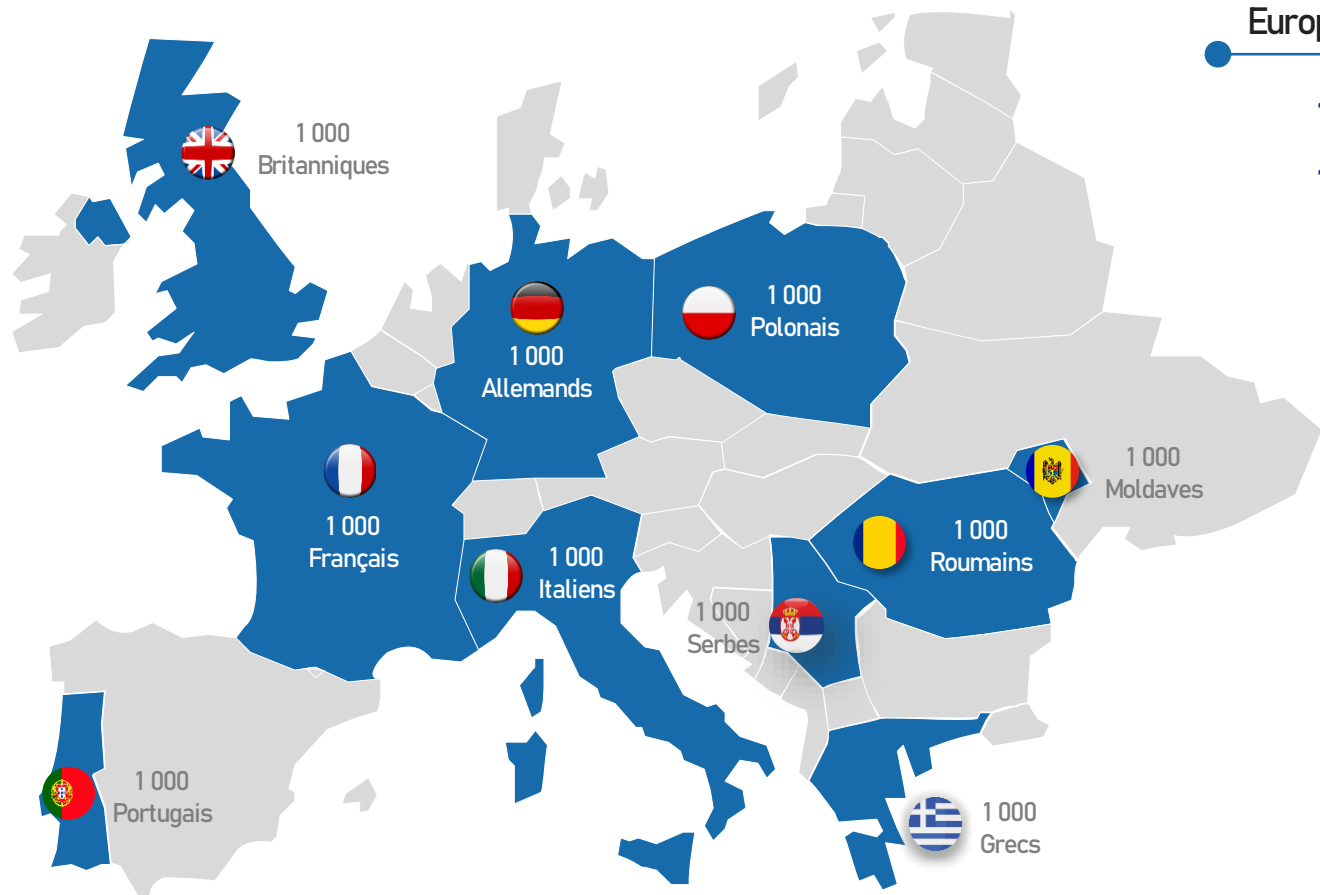 1 000
Britanniques
1 000
Polonais
1 000
Allemands
1 000
Moldaves
1 000
Français
1 000
Italiens
1 000
Roumains
1 000
Serbes
1 000
Portugais
1 000
Grecs